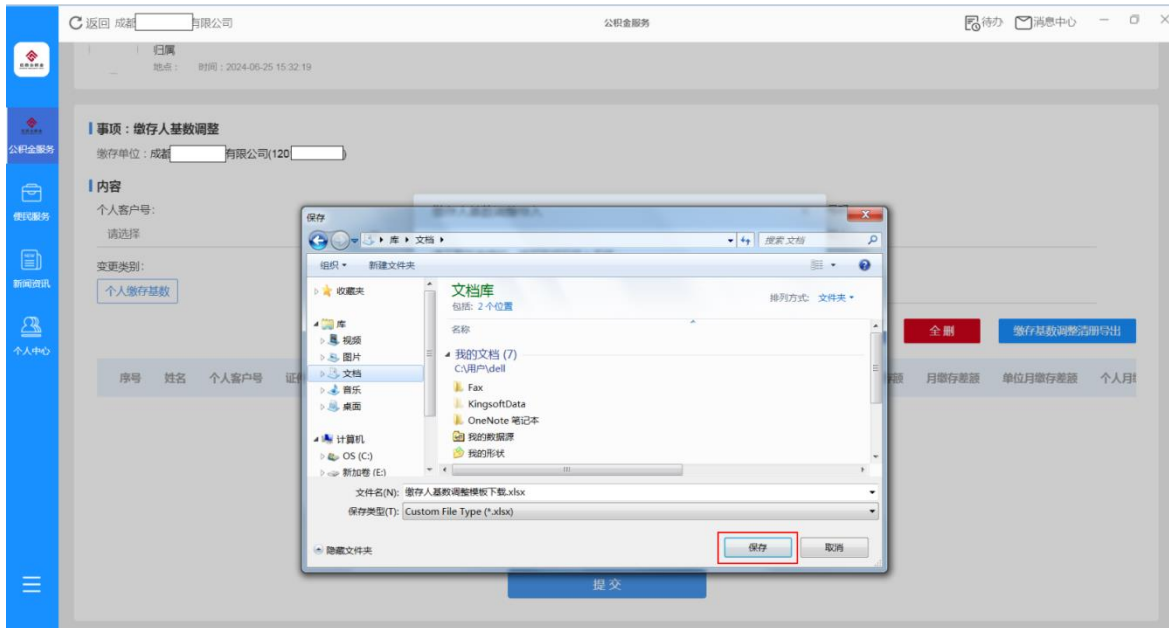 返回 成都 有限公司
公积金服务
待办 消息中心
归属
地点： 时间：2024-06-25 15:32:19
事项：缴存人基数调整
公积金服务
缴存单位：成都 有限公司(120 )
内容
便民服务
个人客户号：
请选择
变更类别：
新闻资讯
个人缴存基数
个人中心
全删
缴存基数调整清册导出
序号 姓名 个人客户号 月缴存差额 单位月缴存差额
保存
库 文档
搜索 文档
组织 新建文件夹
收藏夹
库
视频
图片
文档
音乐
桌面
计算机
OS (C:)
新加卷 (E:)
文档库
包括: 2 个位置
排列方式: 文件夹
名称
我的文档 (7)
C:\用户\dell
Fax
KingsoftData
OneNote 笔记本
我的数据源
我的形状
文件名(N): 缴存人基数调整模板下载.xlsx
保存类型(T): Custom File Type (*.xlsx)
隐藏文件夹
保存
取消
提交